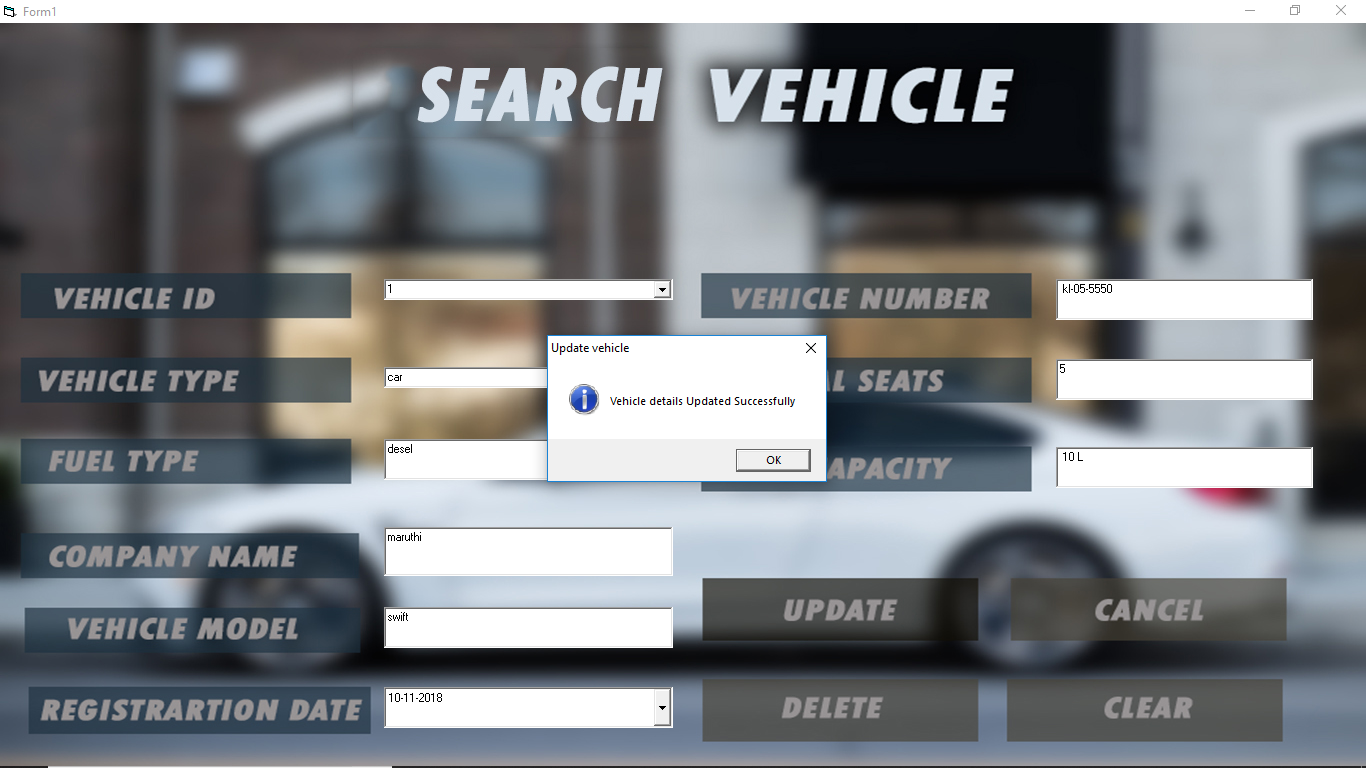 Form1
SEARCH VEHICLE
VEHICLE ID
1
VEHICLE NUMBER
kl-05-5550
Update vehicle
Vehicle details Updated Successfully
OK
VEHICLE TYPE
car
L SEATS
5
FUEL TYPE
desel
APACITY
10 L
COMPANY NAME
maruthi
VEHICLE MODEL
swift
UPDATE
CANCEL
REGISTRARTION DATE
10-11-2018
DELETE
CLEAR